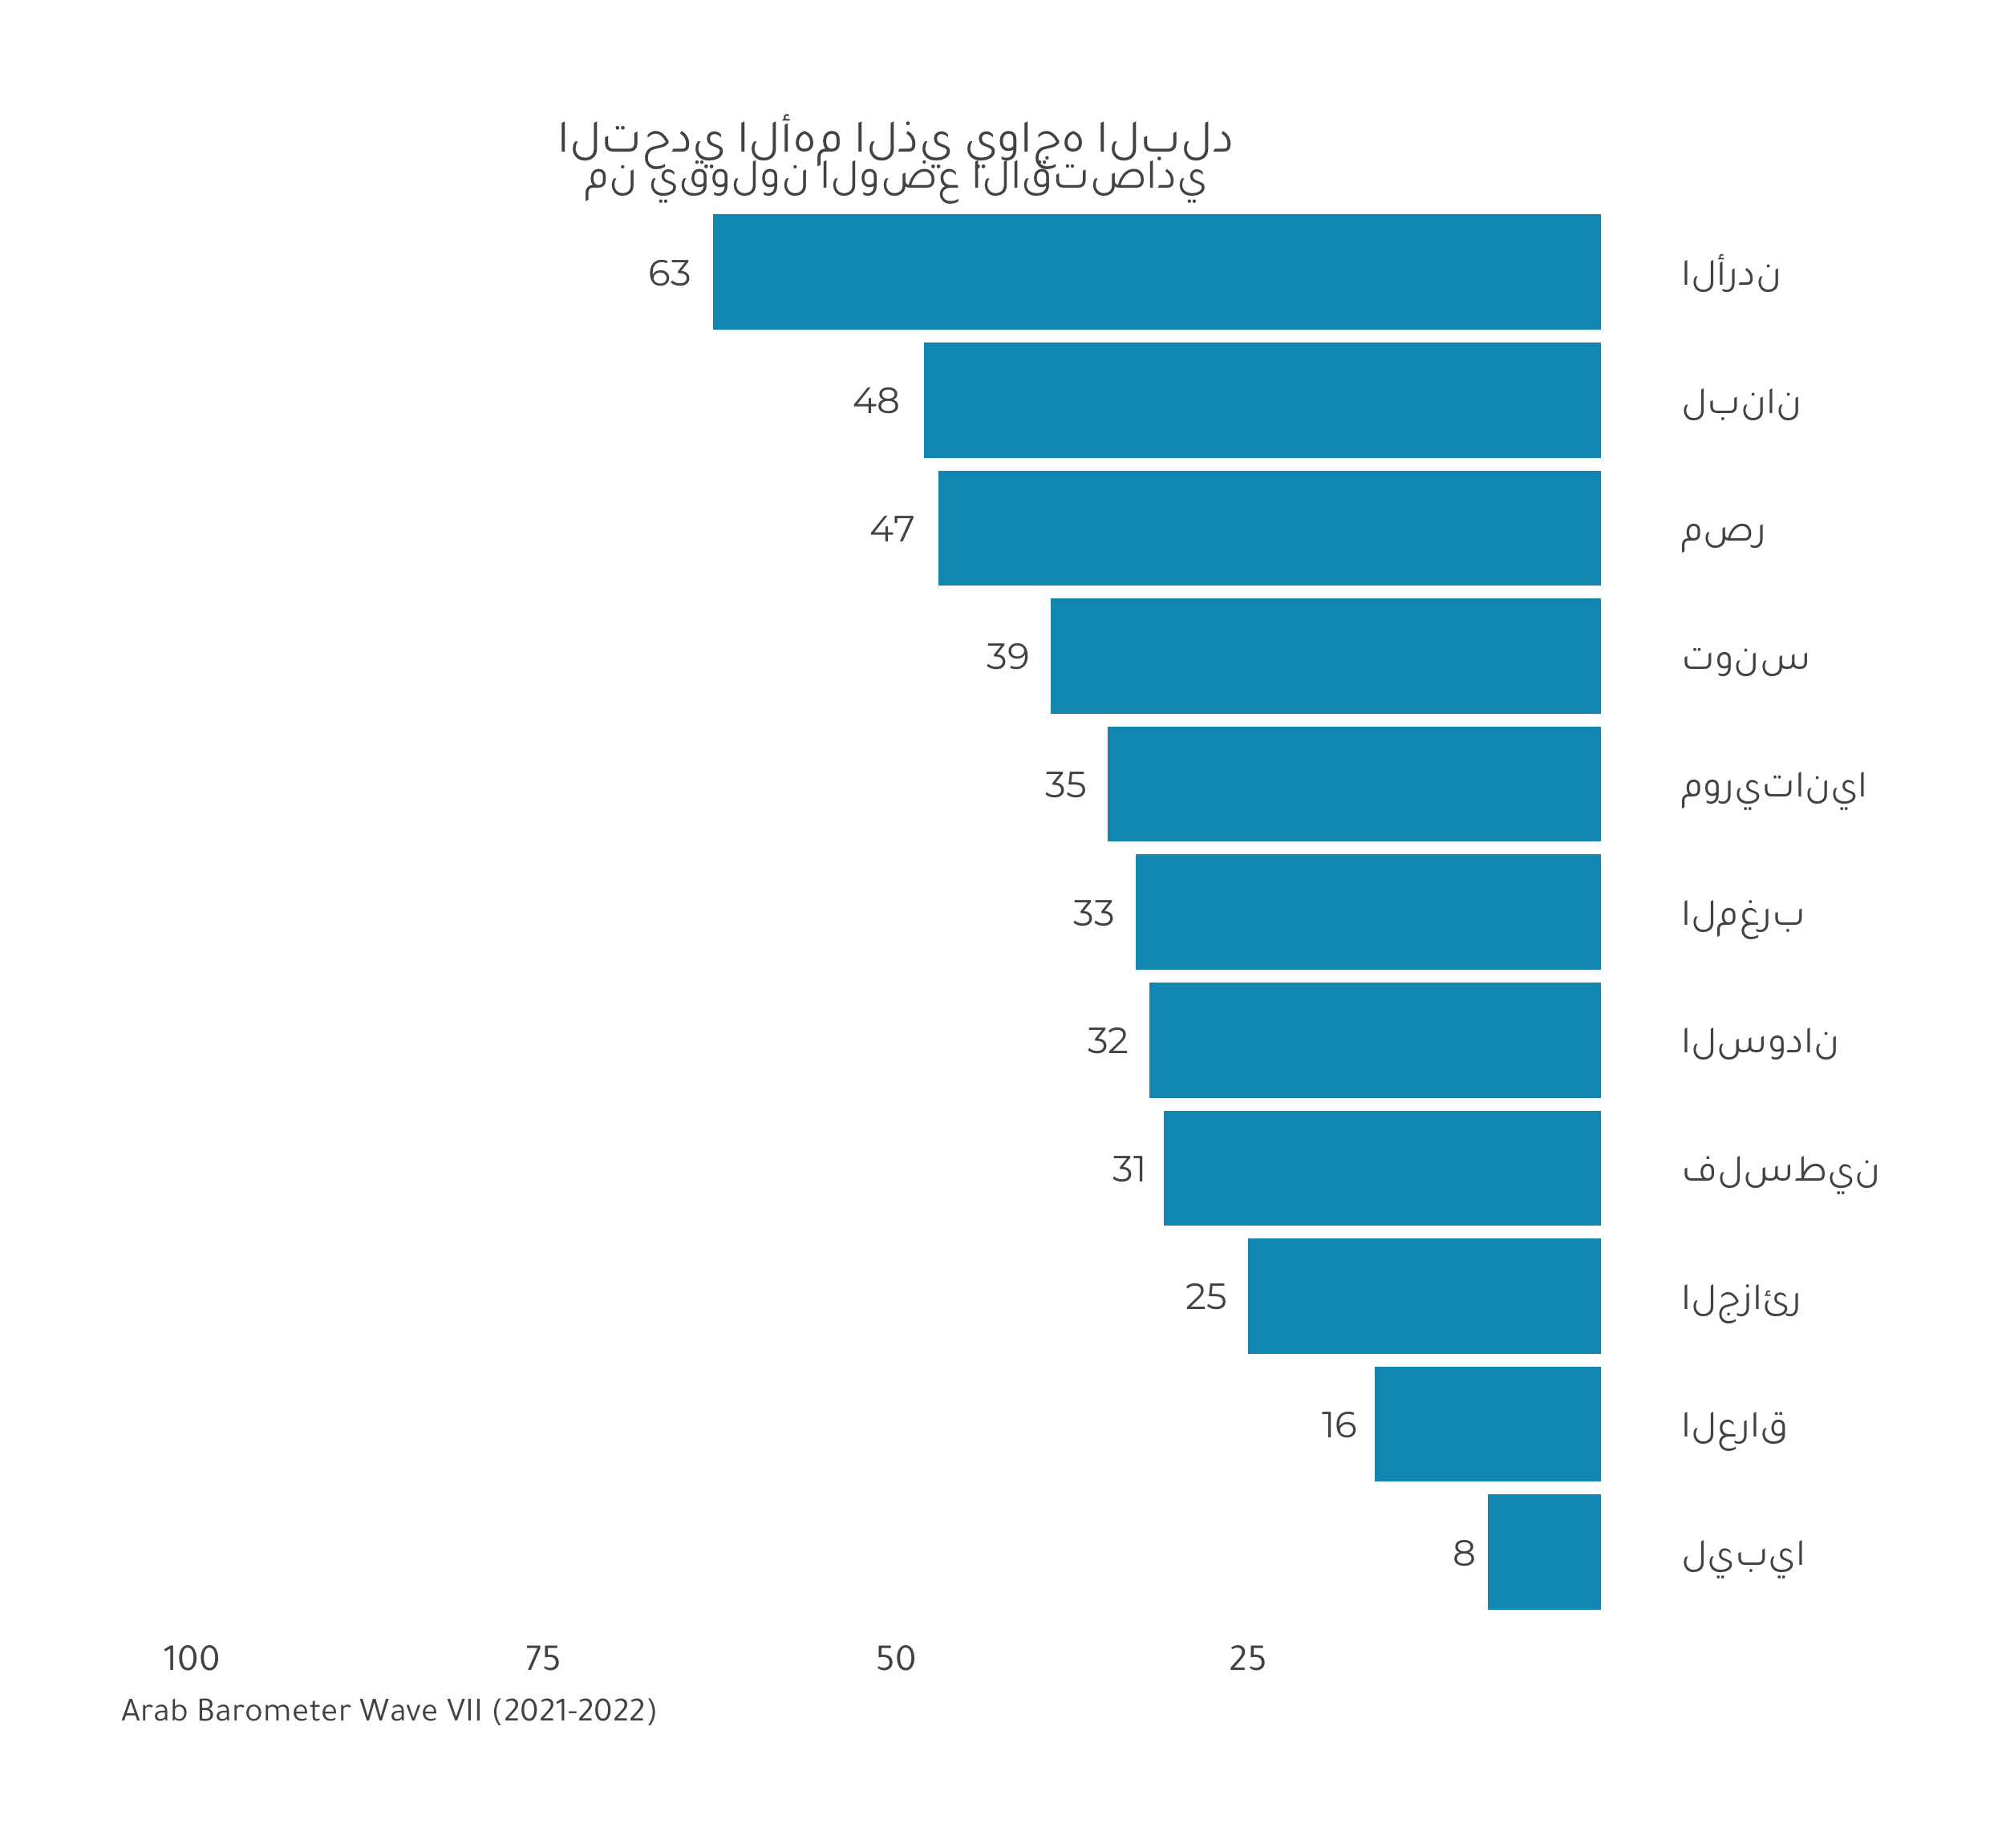 التحدي الأهم الذي يواجه البلد
من يقولون الوضع الاقتصادي
الأردن 63
لبنان 48
مصر 47
تونس 39
موريتانيا 35
المغرب 33
السودان 32
فلسطين 31
الجزائر 25
العراق 16
ليبيا 8
100 75 50 25
Arab Barometer Wave VII (2021-2022)